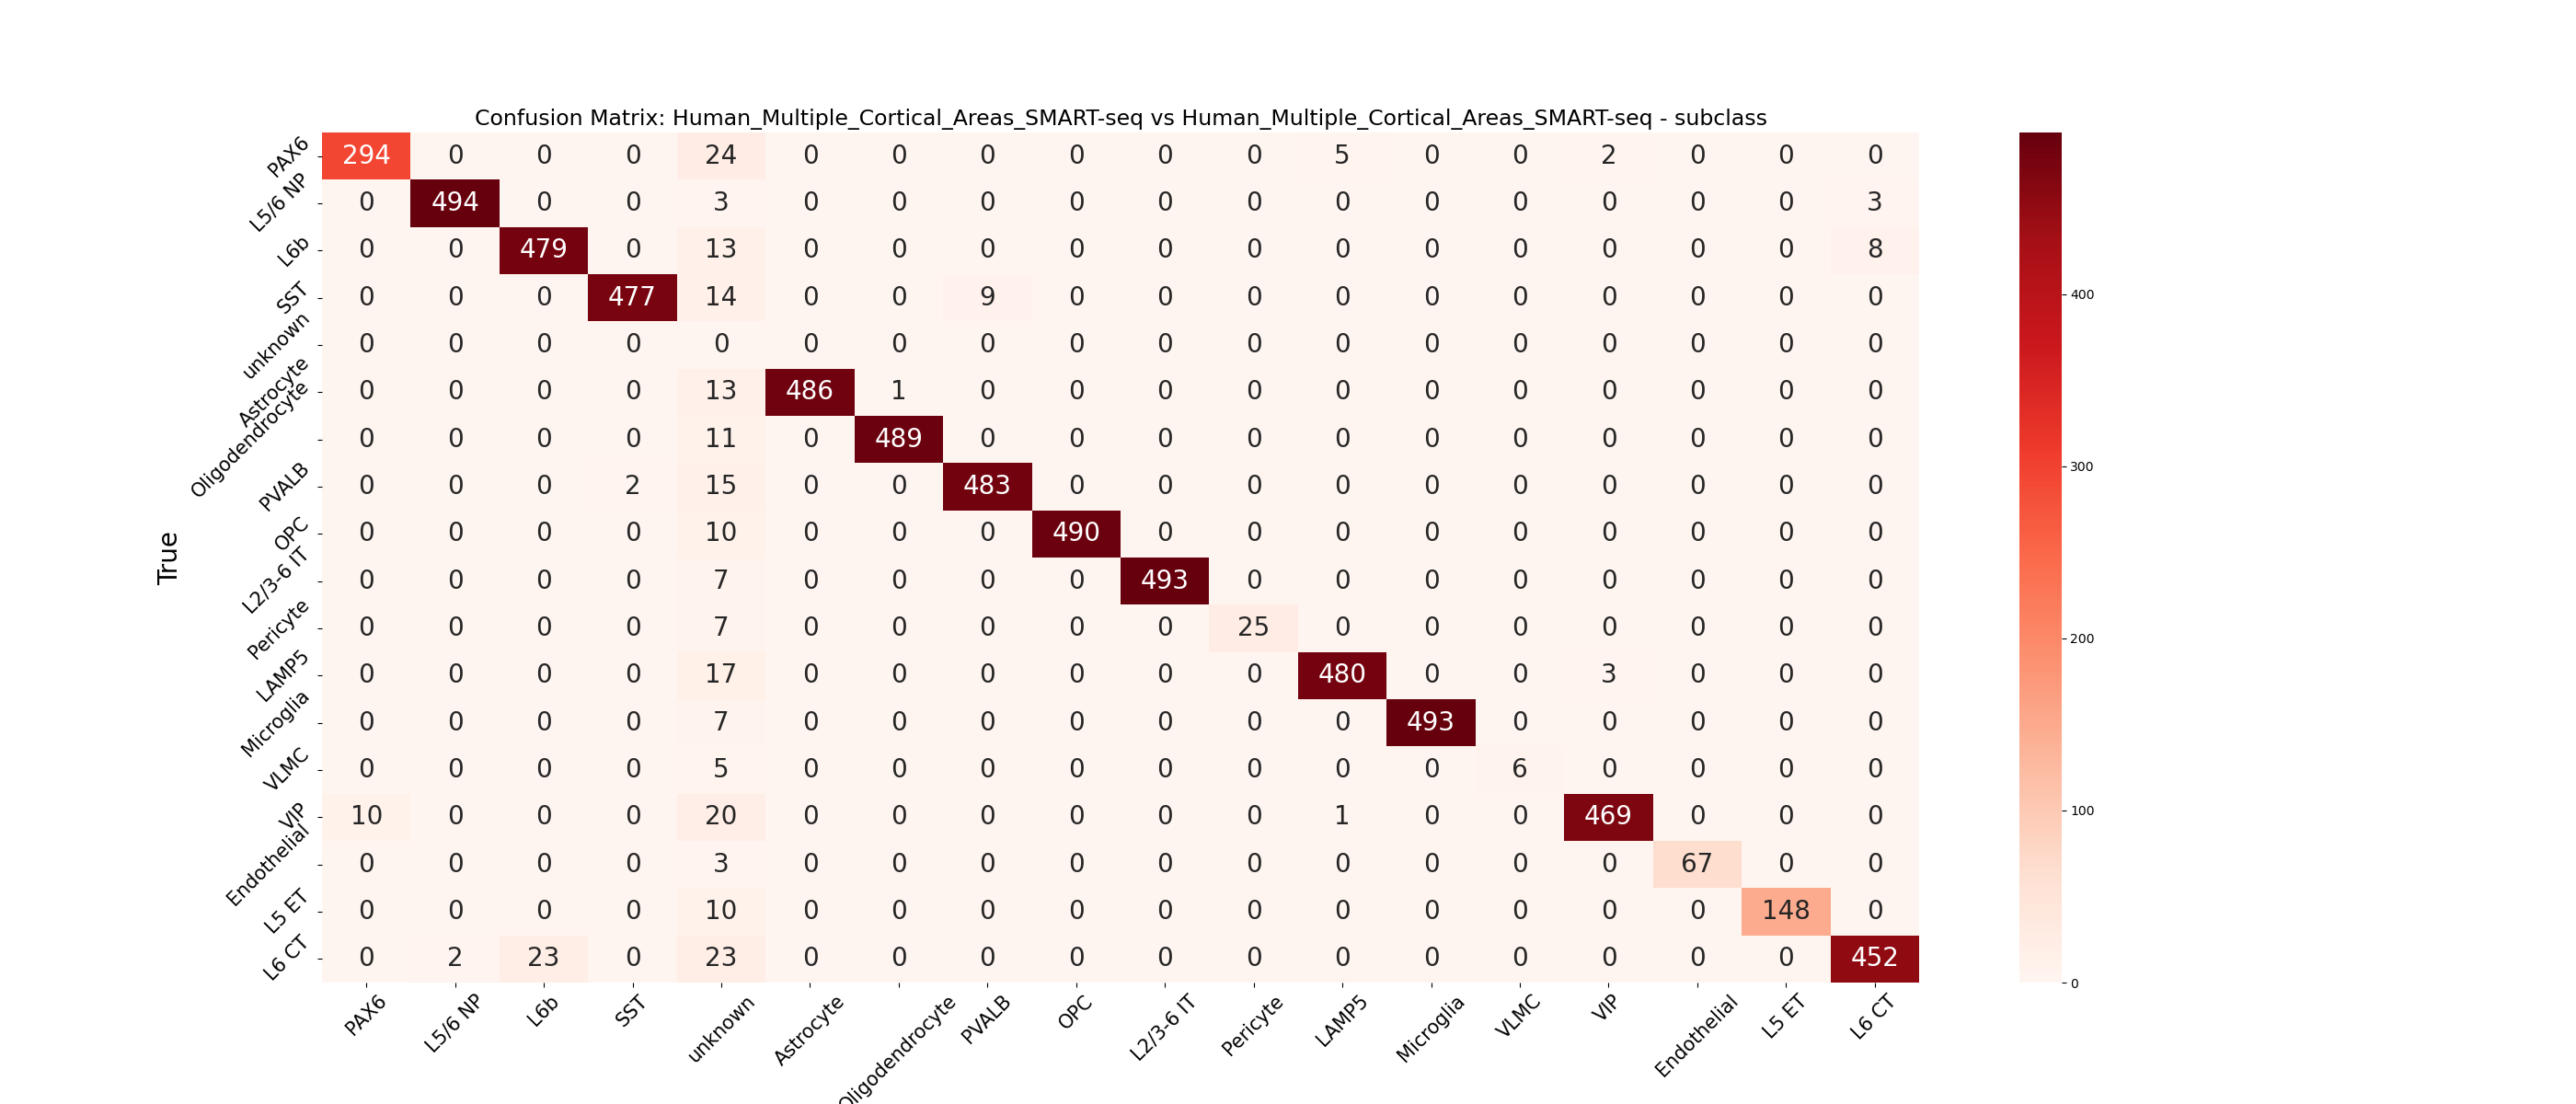 Confusion Matrix: Human_Multiple_Cortical_Areas_SMART-seq vs Human_Multiple_Cortical_Areas_SMART-seq - subclass
PAX6 294 0 0 0 24 0 0 0 0 0 0 5 0 0 2 0 0 0
L5/6 NP 0 494 0 0 3 0 0 0 0 0 0 0 0 0 0 0 0 3
L6b 0 0 479 0 13 0 0 0 0 0 0 0 0 0 0 0 0 8
SST 0 0 0 477 14 0 0 9 0 0 0 0 0 0 0 0 0 0
unknown 0 0 0 0 0 0 0 0 0 0 0 0 0 0 0 0 0 0
Astrocyte 0 0 0 0 13 486 1 0 0 0 0 0 0 0 0 0 0 0
Oligodendrocyte 0 0 0 0 11 0 489 0 0 0 0 0 0 0 0 0 0 0
PVALB 0 0 0 2 15 0 0 483 0 0 0 0 0 0 0 0 0 0
OPC 0 0 0 0 10 0 0 0 490 0 0 0 0 0 0 0 0 0
L2/3-6 IT 0 0 0 0 7 0 0 0 0 493 0 0 0 0 0 0 0 0
Pericyte 0 0 0 0 7 0 0 0 0 0 25 0 0 0 0 0 0 0
LAMP5 0 0 0 0 17 0 0 0 0 0 0 480 0 0 3 0 0 0
Microglia 0 0 0 0 7 0 0 0 0 0 0 0 493 0 0 0 0 0
VLMC 0 0 0 0 5 0 0 0 0 0 0 0 0 6 0 0 0 0
VIP 10 0 0 0 20 0 0 0 0 0 0 1 0 0 469 0 0 0
Endothelial 0 0 0 0 3 0 0 0 0 0 0 0 0 0 0 67 0 0
L5 ET 0 0 0 0 10 0 0 0 0 0 0 0 0 0 0 0 148 0
L6 CT 0 2 23 0 23 0 0 0 0 0 0 0 0 0 0 0 0 452
PAX6 L5/6 NP L6b SST unknown Astrocyte Oligodendrocyte PVALB OPC L2/3-6 IT Pericyte LAMP5 Microglia VLMC VIP Endothelial L5 ET L6 CT
True
400
300
200
100
0